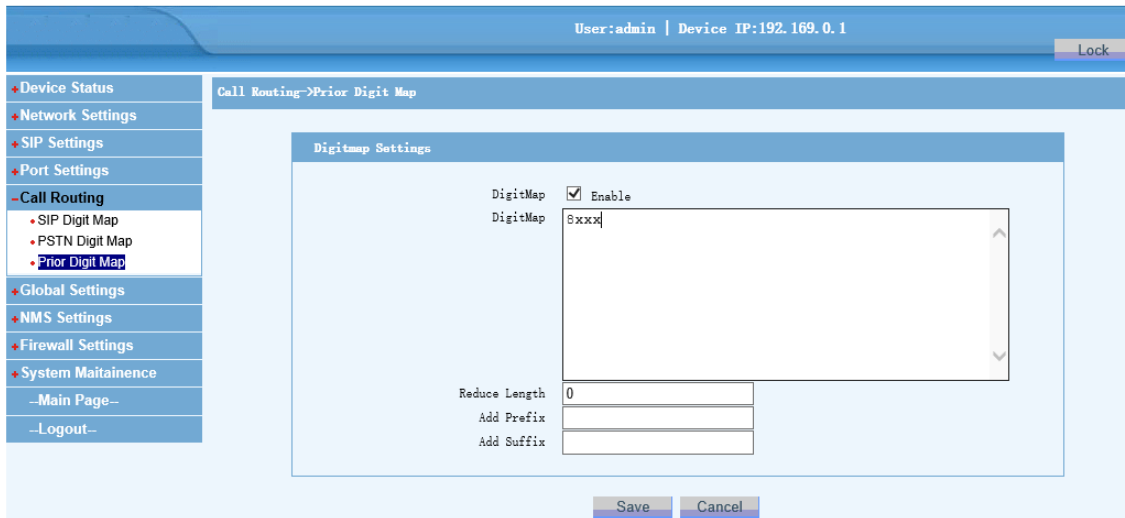 User:admin | Device IP:192.169.0.1
Lock
+Device Status
+Network Settings
+SIP Settings
+Port Settings
-Call Routing
SIP Digit Map
PSTN Digit Map
Prior Digit Map
+Global Settings
+NMS Settings
+Firewall Settings
+System Maitainence
--Main Page--
--Logout--
Call Routing->Prior Digit Map
Digitmap Settings
DigitMap Enable
DigitMap 8xxx
Reduce Length 0
Add Prefix
Add Suffix
Save Cancel